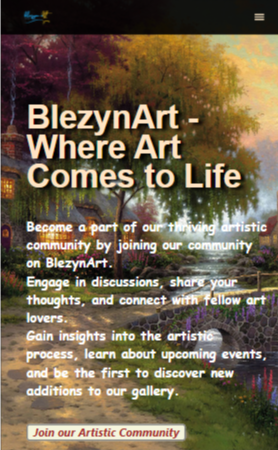 BlezynArt -
Where Art
Comes to Life
Become a part of our thriving artistic
community by joining our community
on BlezynArt.
Engage in discussions, share your
thoughts, and connect with fellow art
lovers.
Gain insights into the artistic
process, learn about upcoming events,
and be the first to discover new
additions to our gallery.
Join our Artistic Community